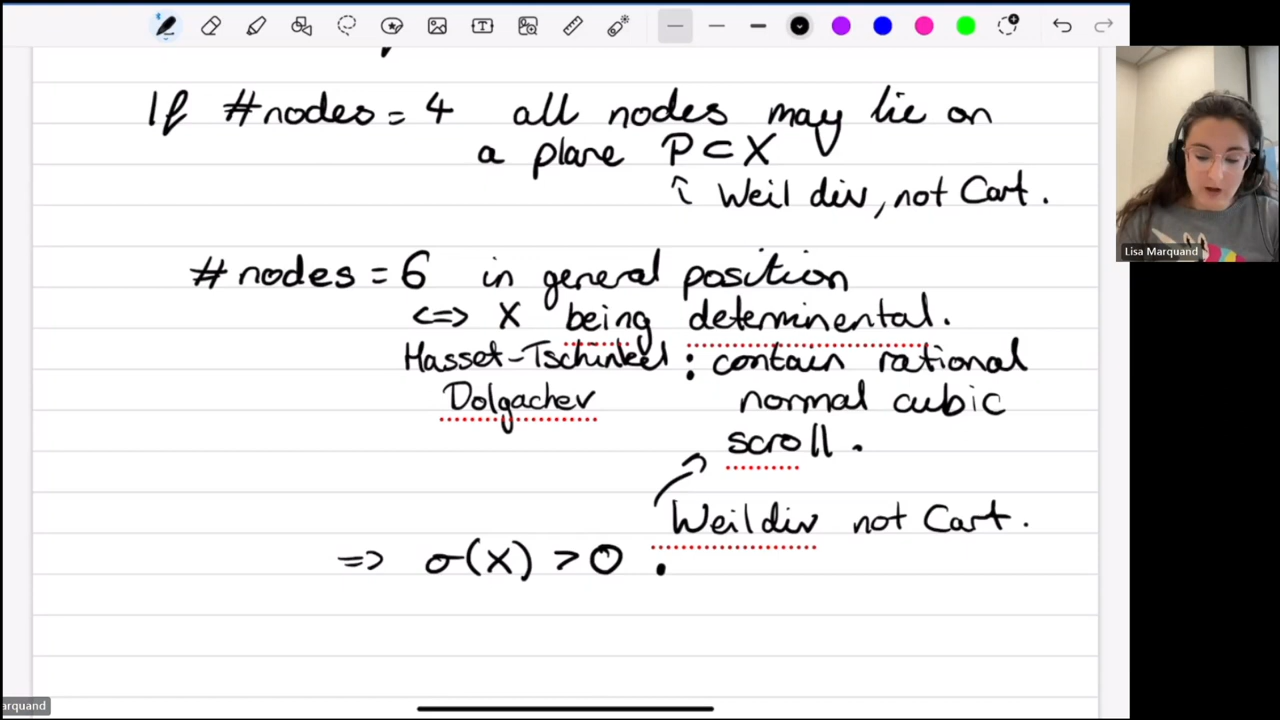 If #nodes = 4 all nodes may lie on
a plane P ⊂ X
↑ Weil div, not Cart.
# nodes = 6 in general position
<=> X being determinental.
Hasset-Tschinkel : contain rational
Dolgachev normal cubic
scroll.
Weil div not Cart.
=> σ(X) > 0.
Lisa Marquand
arquand